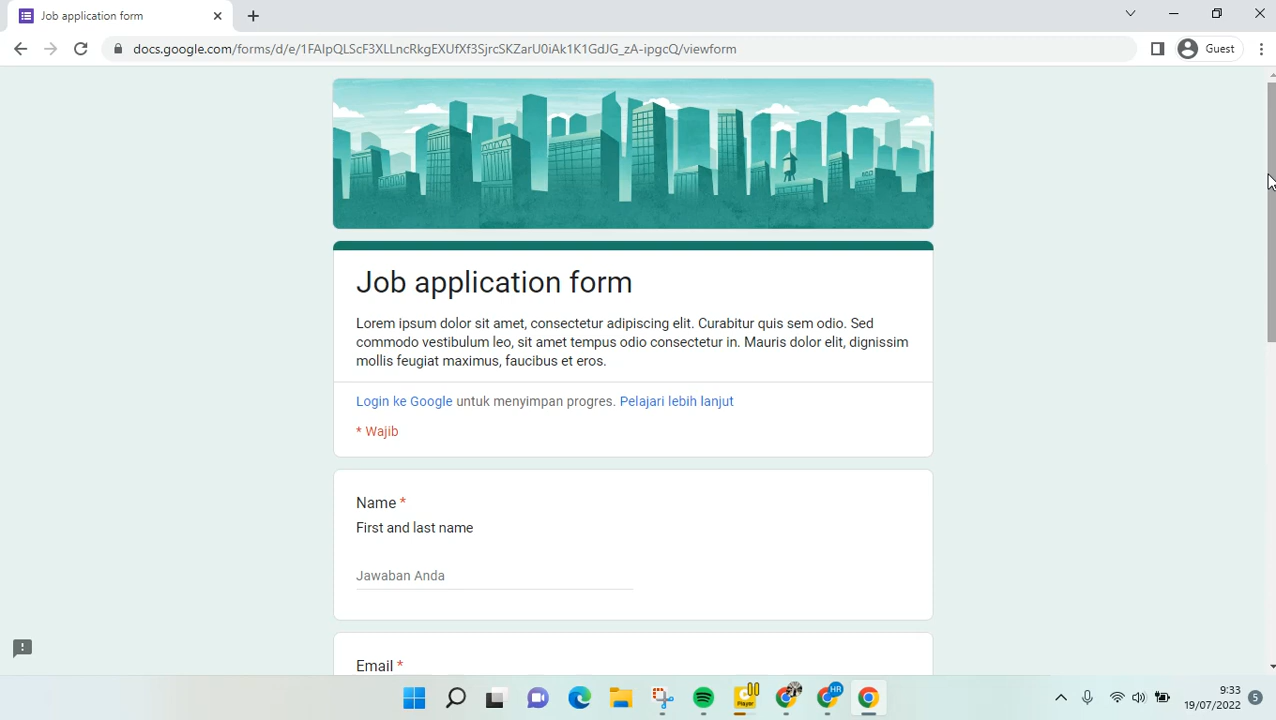 Job application form
docs.google.com/forms/d/e/1FAIpQLScF3XLLncRkgEXUfXf3SjrcSKZarU0iAk1K1GdJG_zA-ipgcQ/viewform
Guest
Job application form
Lorem ipsum dolor sit amet, consectetur adipiscing elit. Curabitur quis sem odio. Sed
commodo vestibulum leo, sit amet tempus odio consectetur in. Mauris dolor elit, dignissim
mollis feugiat maximus, faucibus et eros.
Login ke Google untuk menyimpan progres. Pelajari lebih lanjut
* Wajib
Name *
First and last name
Jawaban Anda
Email *
Player
HR
9:33
19/07/2022
5